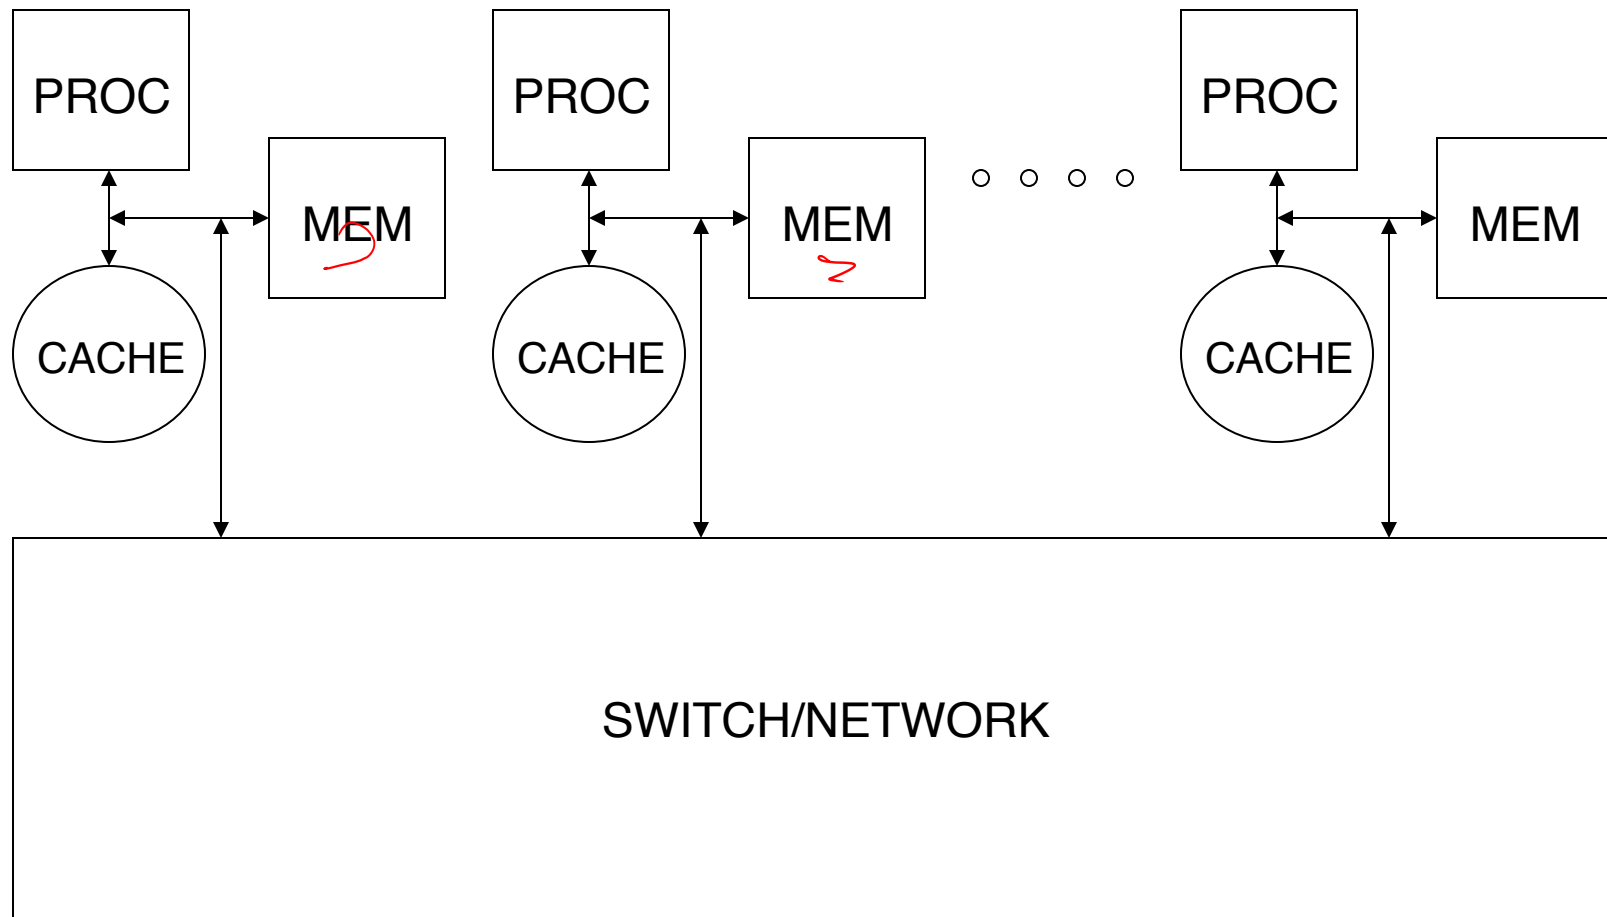 PROC PROC PROC
MEM MEM MEM
CACHE CACHE CACHE
SWITCH/NETWORK